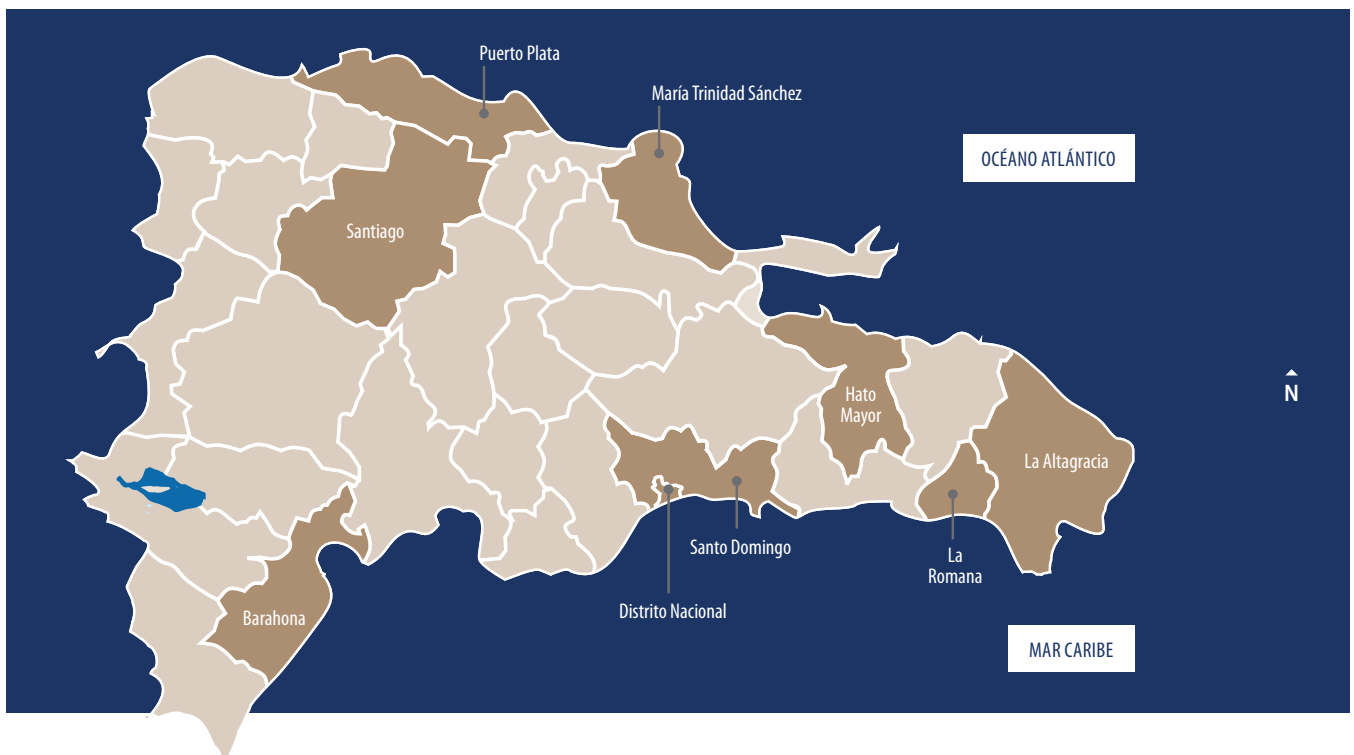 Puerto Plata
María Trinidad Sánchez
OCÉANO ATLÁNTICO
Santiago
N
Hato
Mayor
La Altagracia
Santo Domingo
La
Romana
Distrito Nacional
Barahona
MAR CARIBE